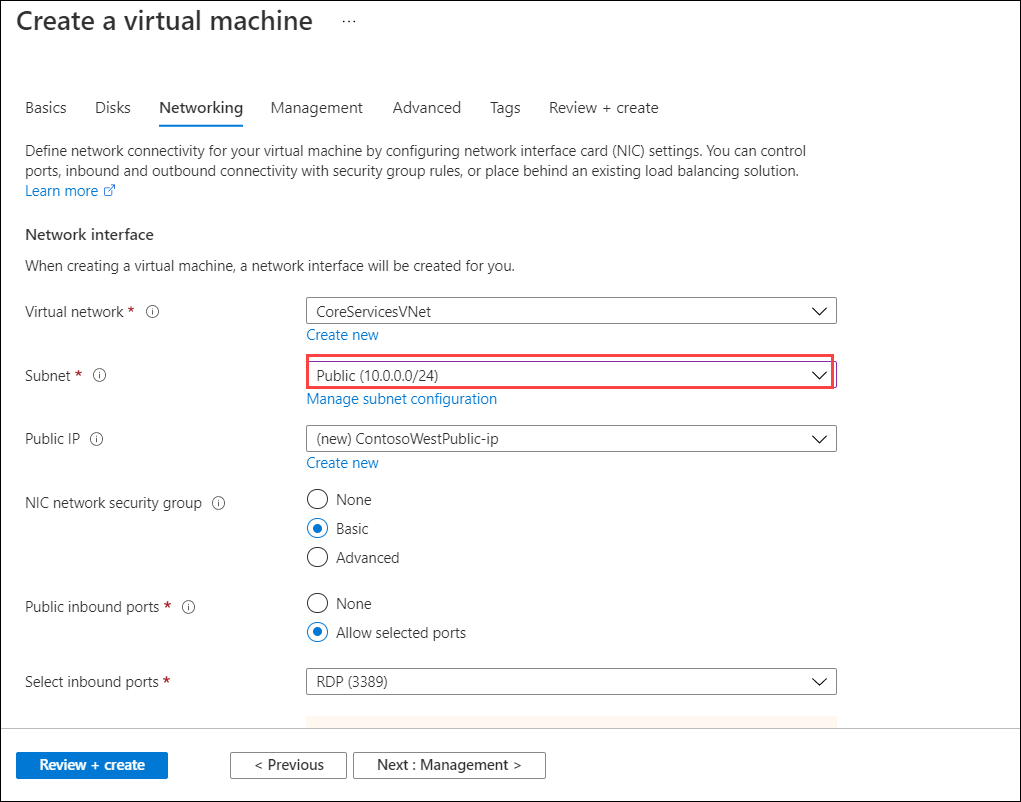 Create a virtual machine ...
Basics Disks Networking Management Advanced Tags Review + create
Define network connectivity for your virtual machine by configuring network interface card (NIC) settings. You can control
ports, inbound and outbound connectivity with security group rules, or place behind an existing load balancing solution.
Learn more
Network interface
When creating a virtual machine, a network interface will be created for you.
Virtual network *
CoreServicesVNet
Create new
Subnet *
Public (10.0.0.0/24)
Manage subnet configuration
Public IP
(new) ContosoWestPublic-ip
Create new
NIC network security group
None
Basic
Advanced
Public inbound ports *
None
Allow selected ports
Select inbound ports *
RDP (3389)
Review + create
< Previous
Next : Management >